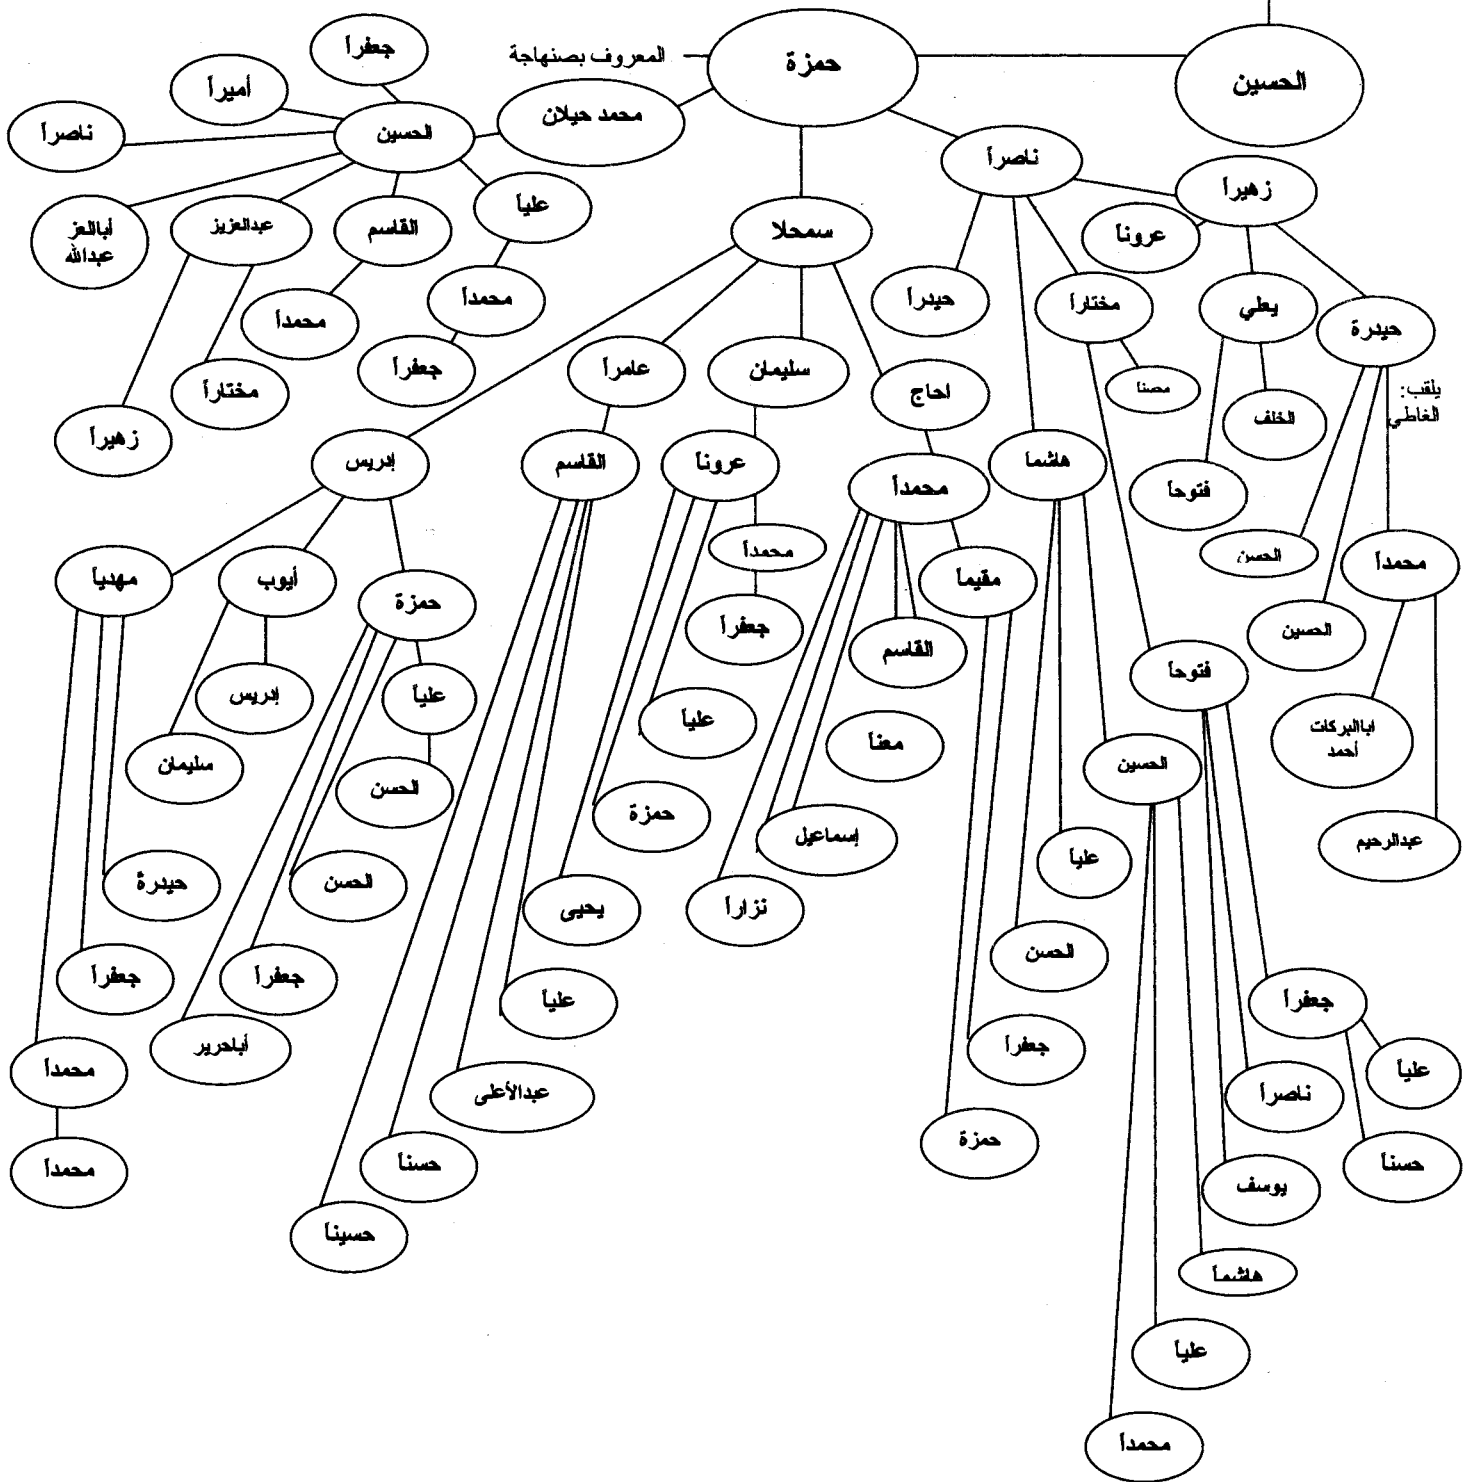 الحسين
حمزة
المعروف بصنهاجة
محمد حيلان
الحسين
جعفراً
أميراً
ناصراً
أباالعز
عبدالله
عبدالعزيز
القاسم
علياً
محمداً
محمداً
جعفراً
مختاراً
زهيراً
ناصراً
زهيراً
عرونا
يعلي
حيدرة
يلقب:
الغاطي
مختاراً
حيدراً
مصنا
الخلف
فتوحاً
الحسن
الحسين
محمداً
اباالبركات
أحمد
عبدالرحيم
هاشما
فتوحاً
الحسين
علياً
الحسن
جعفراً
علياً
حسناً
ناصراً
يوسف
هاشماً
علياً
محمداً
سمحلا
احاج
سليمان
عامراً
إدريس
محمداً
مقيماً
القاسم
معناً
إسماعيل
نزاراً
جعفراً
حمزة
عروناً
محمداً
جعفراً
علياً
حمزة
يحيى
القاسم
علياً
عبدالأعلى
حسناً
حسيناً
حمزة
أيوب
مهدياً
علياً
الحسن
الحسن
جعفراً
أباحرير
إدريس
سليمان
حيدرة
جعفراً
محمداً
محمداً